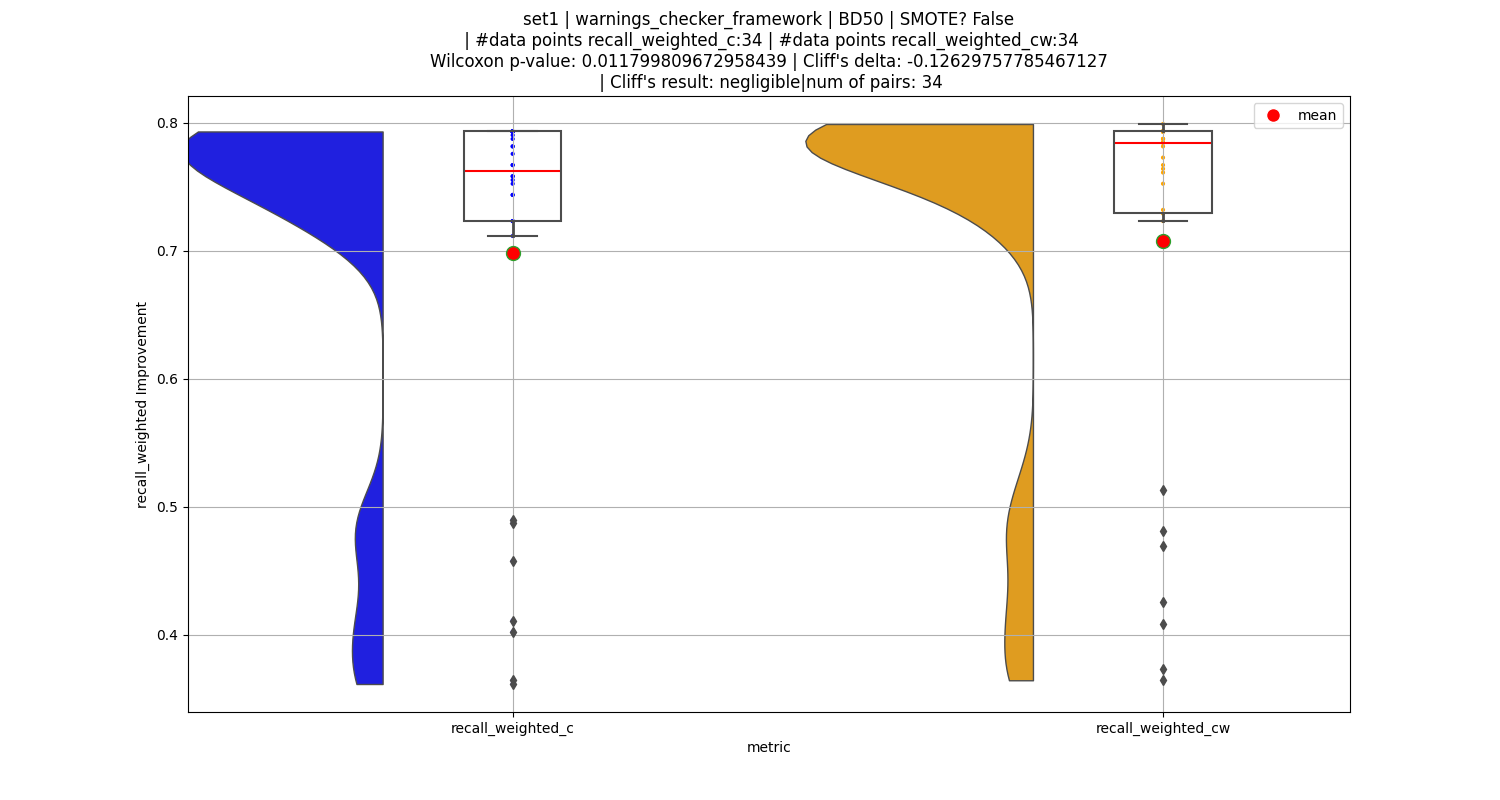 set1 | warnings_checker_framework | BD50 | SMOTE? False
| #data points recall_weighted_c:34 | #data points recall_weighted_cw:34
Wilcoxon p-value: 0.011799809672958439 | Cliff's delta: -0.12629757785467127
| Cliff's result: negligible|num of pairs: 34
mean
0.8
0.7
0.6
0.5
0.4
recall_weighted Improvement
recall_weighted_c
recall_weighted_cw
metric